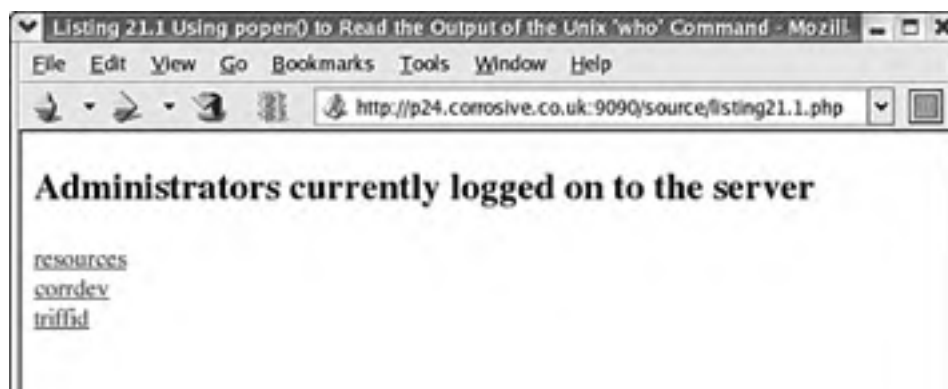 Listing 21.1 Using popen() to Read the Output of the Unix 'who' Command - Mozill
File Edit View Go Bookmarks Tools Window Help
http://p24.corrosive.co.uk:9090/source/listing21.1.php
Administrators currently logged on to the server
resources
corrdev
triffid